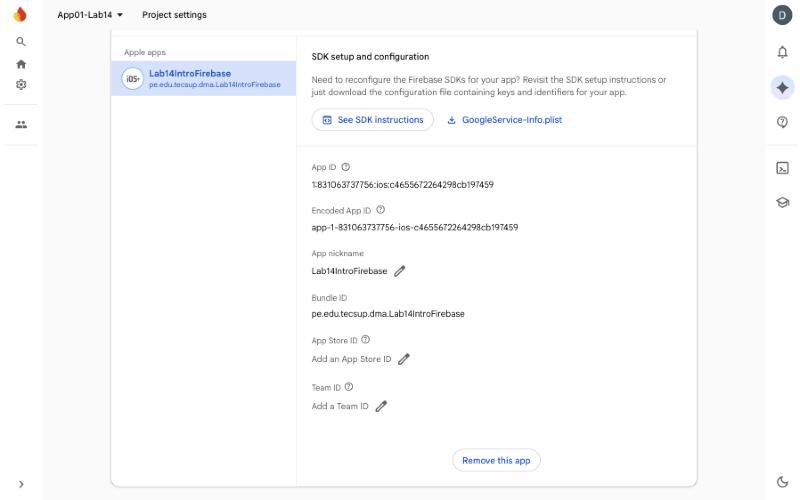 App01-Lab14
Project settings
D
Apple apps
iOS+
Lab14IntroFirebase
pe.edu.tecsup.dma.Lab14IntroFirebase
SDK setup and configuration
Need to reconfigure the Firebase SDKs for your app? Revisit the SDK setup instructions or
just download the configuration file containing keys and identifiers for your app.
See SDK instructions
GoogleService-Info.plist
App ID
1:831063737756:ios:c4655672264298cb197459
Encoded App ID
app-1-831063737756-ios-c4655672264298cb197459
App nickname
Lab14IntroFirebase
Bundle ID
pe.edu.tecsup.dma.Lab14IntroFirebase
App Store ID
Add an App Store ID
Team ID
Add a Team ID
Remove this app